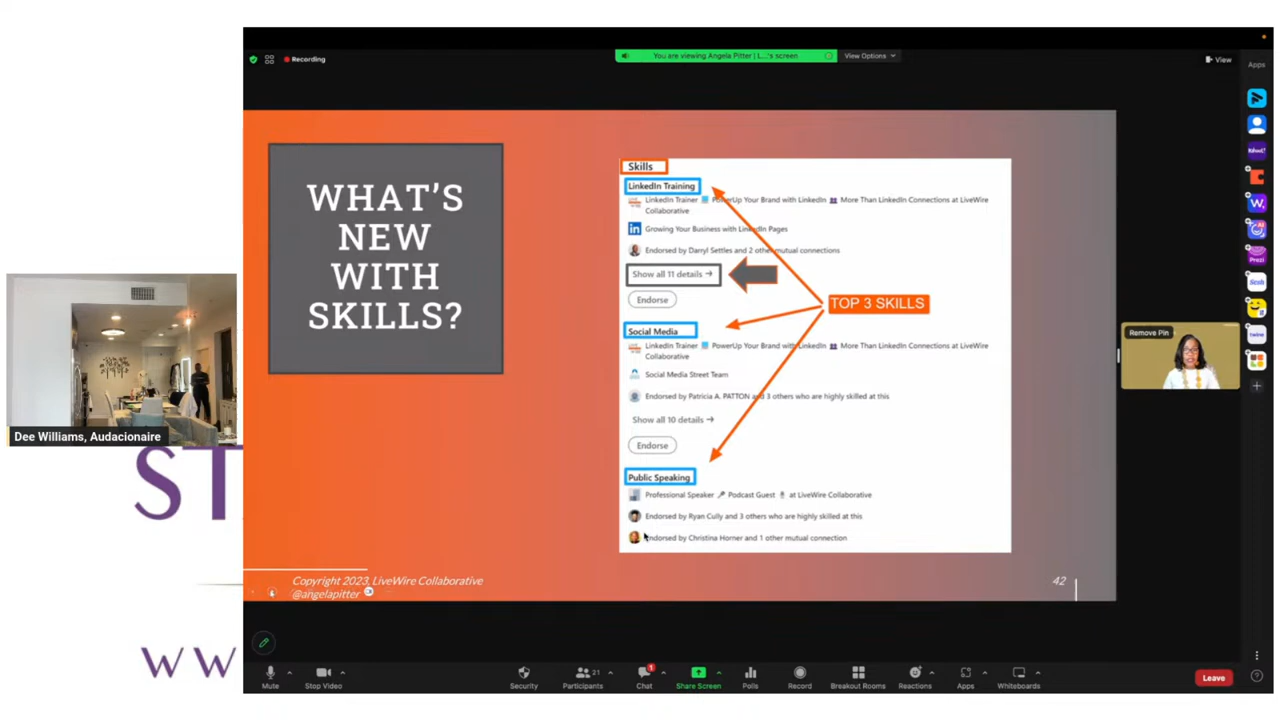 Recording
You are viewing Angela Pitter | L...'s screen
View Options
View
Apps
WHAT'S
NEW
WITH
SKILLS?
Skills
LinkedIn Training
LinkedIn Trainer PowerUp Your Brand with LinkedIn More Than LinkedIn Connections at LiveWire
Collaborative
Growing Your Business with LinkedIn Pages
Endorsed by Darryl Settles and 2 other mutual connections
Show all 11 details →
Endorse
TOP 3 SKILLS
Social Media
LinkedIn Trainer PowerUp Your Brand with LinkedIn More Than LinkedIn Connections at LiveWire
Collaborative
Social Media Street Team
Endorsed by Patricia A. PATTON and 3 others who are highly skilled at this
Show all 10 details →
Endorse
Public Speaking
Professional Speaker Podcast Guest at LiveWire Collaborative
Endorsed by Ryan Cully and 3 others who are highly skilled at this
Endorsed by Christina Horner and 1 other mutual connection
Remove Pin
Dee Williams, Audacionaire
ST
WW
Copyright 2023, LiveWire Collaborative
@angelapitter
42
Mute
Stop Video
Security
Participants
Chat
Share Screen
Polls
Record
Breakout Rooms
Reactions
Apps
Whiteboards
Leave